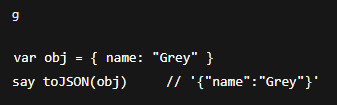 g
var obj = { name: "Grey" }
say toJSON(obj)     // '{"name":"Grey"}'